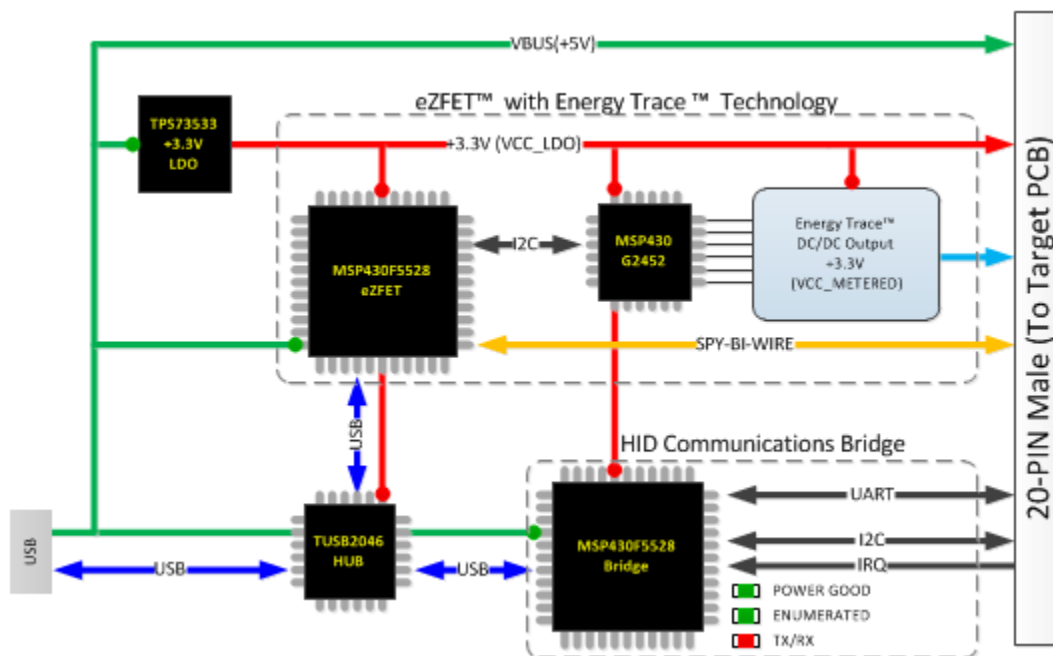 VBUS(+5V)
eZFET™ with Energy Trace ™ Technology
TPS73533
+3.3V
LDO
+3.3V (VCC_LDO)
MSP430F5528
eZFET
I2C
MSP430
G2452
Energy Trace™
DC/DC Output
+3.3V
(VCC_METERED)
SPY-BI-WIRE
USB
HID Communications Bridge
USB
TUSB2046
HUB
USB
USB
MSP430F5528
Bridge
UART
I2C
IRQ
POWER GOOD
ENUMERATED
TX/RX
20-PIN Male (To Target PCB)